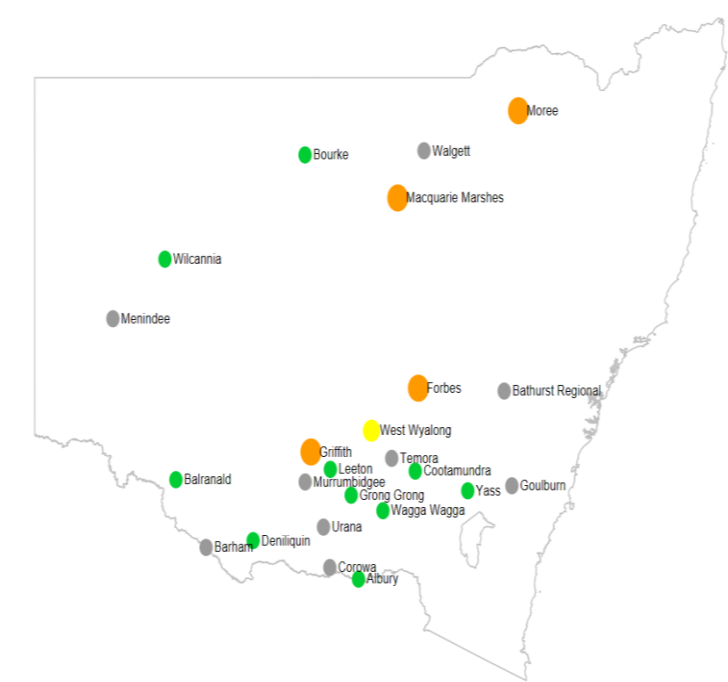 Moree
Walgett
Bourke
Macquarie Marshes
Wilcannia
Menindee
Forbes
Bathurst Regional
West Wyalong
Griffith
Temora
Leeton
Cootamundra
Balranald
Murrumbidgee
Goulburn
Yass
Grong Grong
Wagga Wagga
Urana
Deniliquin
Barham
Corowa
Albury